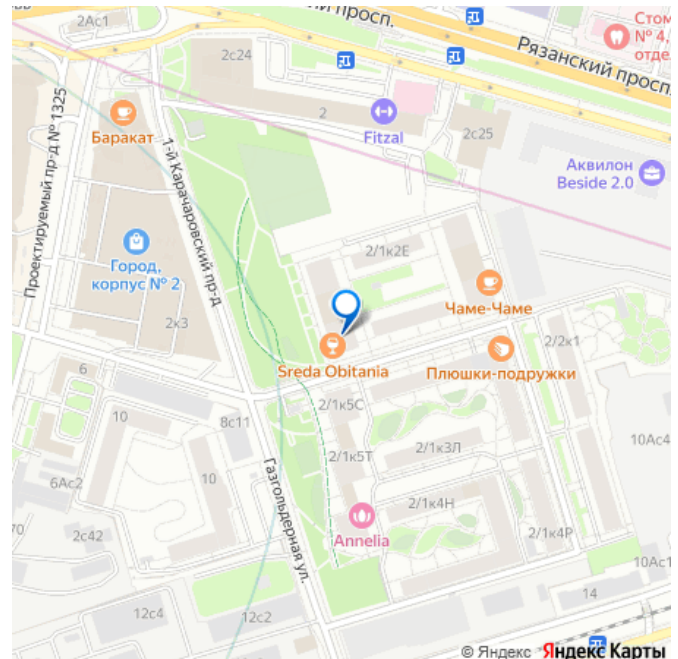 2Ас1
й просп.
2с24
Стом
№ 4,
отде
Рязанский просп.
Проектируемый пр-д № 1325
Баракат
2
Fitzal
2с25
1-й Карачаровский пр-д
Аквилон
Beside 2.0
2/1к2Е
Город,
корпус № 2
Чаме-Чаме
2к3
Sreda Obitania
Плюшки-подружки
2/2к1
6
10
8с11
2/1к5С
10Ас4
2/1к5Т
2/1к3Л
10
6Ас2
Газгольдерная ул.
2/1к4Н
70
2с42
Annelia
2/1к4Р
10Ас1
14
12с4
12с2
© Яндекс Яндекс Карты